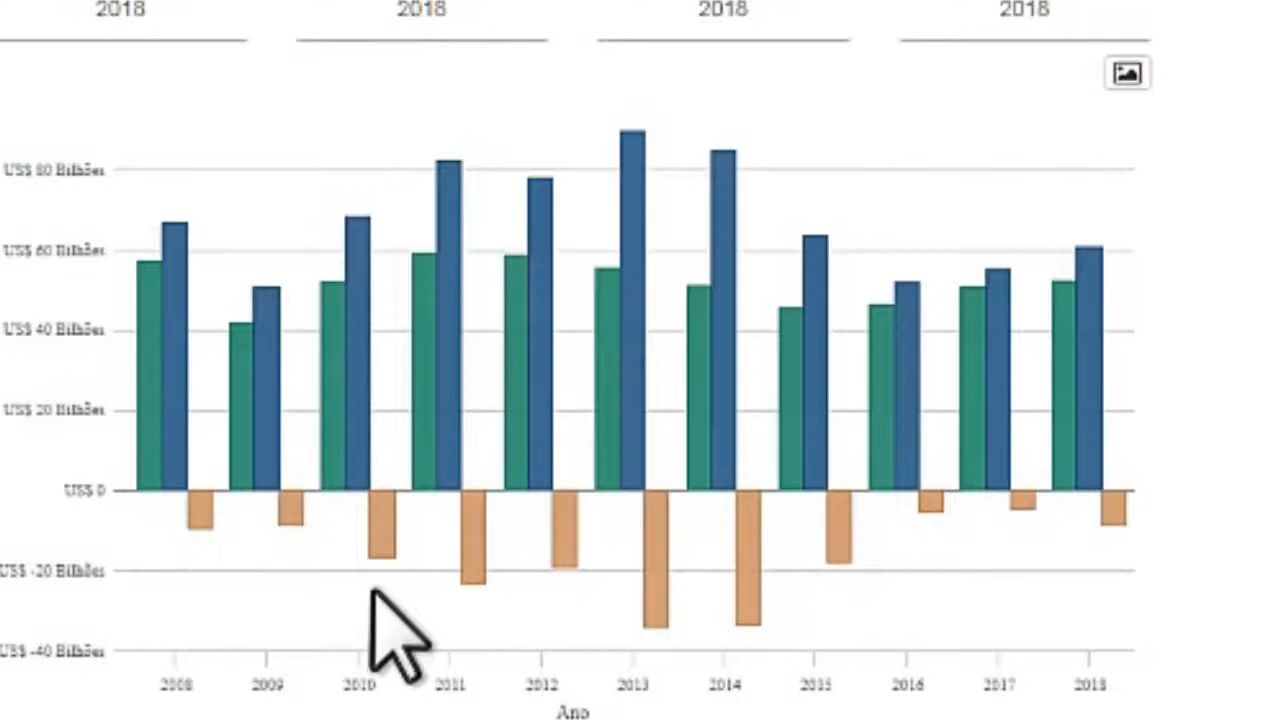 2018 2018 2018 2018
US$ 80 Bilhões
US$ 60 Bilhões
US$ 40 Bilhões
US$ 20 Bilhões
US$ 0
US$ -20 Bilhões
US$ -40 Bilhões
2008 2009 2010 2011 2012 2013 2014 2015 2016 2017 2018
Ano